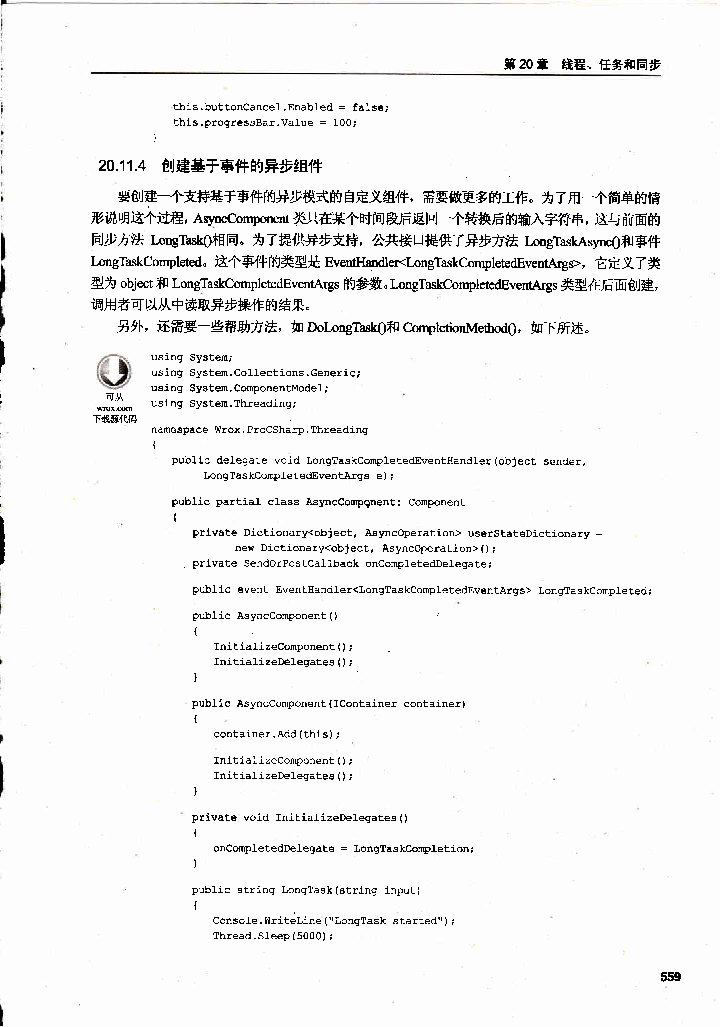 第 20 章 线程、任务和同步
this.buttonCancel.Enabled = false;
this.progressBar.Value = 100;
}
20.11.4 创建基于事件的异步组件
要创建一个支持基于事件的异步模式的自定义组件，需要做更多的工作。为了用一个简单的情
形说明这个过程，AsyncComponent 类只在某个时间段后返回一个转换后的输入字符串，这与前面的
同步方法 LongTask()相同。为了提供异步支持，公共接口提供了异步方法 LongTaskAsync()和事件
LongTaskCompleted。这个事件的类型是 EventHandler<LongTaskCompletedEventArgs>，它定义了类
型为 object 和 LongTaskCompletedEventArgs 的参数。LongTaskCompletedEventArgs 类型在后面创建，
调用者可以从中读取异步操作的结果。
另外，还需要一些帮助方法，如 DoLongTask()和 CompletionMethod()，如下所述。
可从
wrox.com
下载源代码
using System;
using System.Collections.Generic;
using System.ComponentModel;
using System.Threading;
namespace Wrox.ProCSharp.Threading
{
public delegate void LongTaskCompletedEventHandler(object sender,
LongTaskCompletedEventArgs e);
public partial class AsyncComponent: Component
{
private Dictionary<object, AsyncOperation> userStateDictionary =
new Dictionary<object, AsyncOperation>();
private SendOrPostCallback onCompletedDelegate;
public event EventHandler<LongTaskCompletedEventArgs> LongTaskCompleted;
public AsyncComponent()
{
InitializeComponent();
InitializeDelegates();
}
public AsyncComponent(IContainer container)
{
container.Add(this);
InitializeComponent();
InitializeDelegates();
}
private void InitializeDelegates()
{
onCompletedDelegate = LongTaskCompletion;
}
public string LongTask(string input)
{
Console.WriteLine("LongTask started");
Thread.Sleep(5000);
559